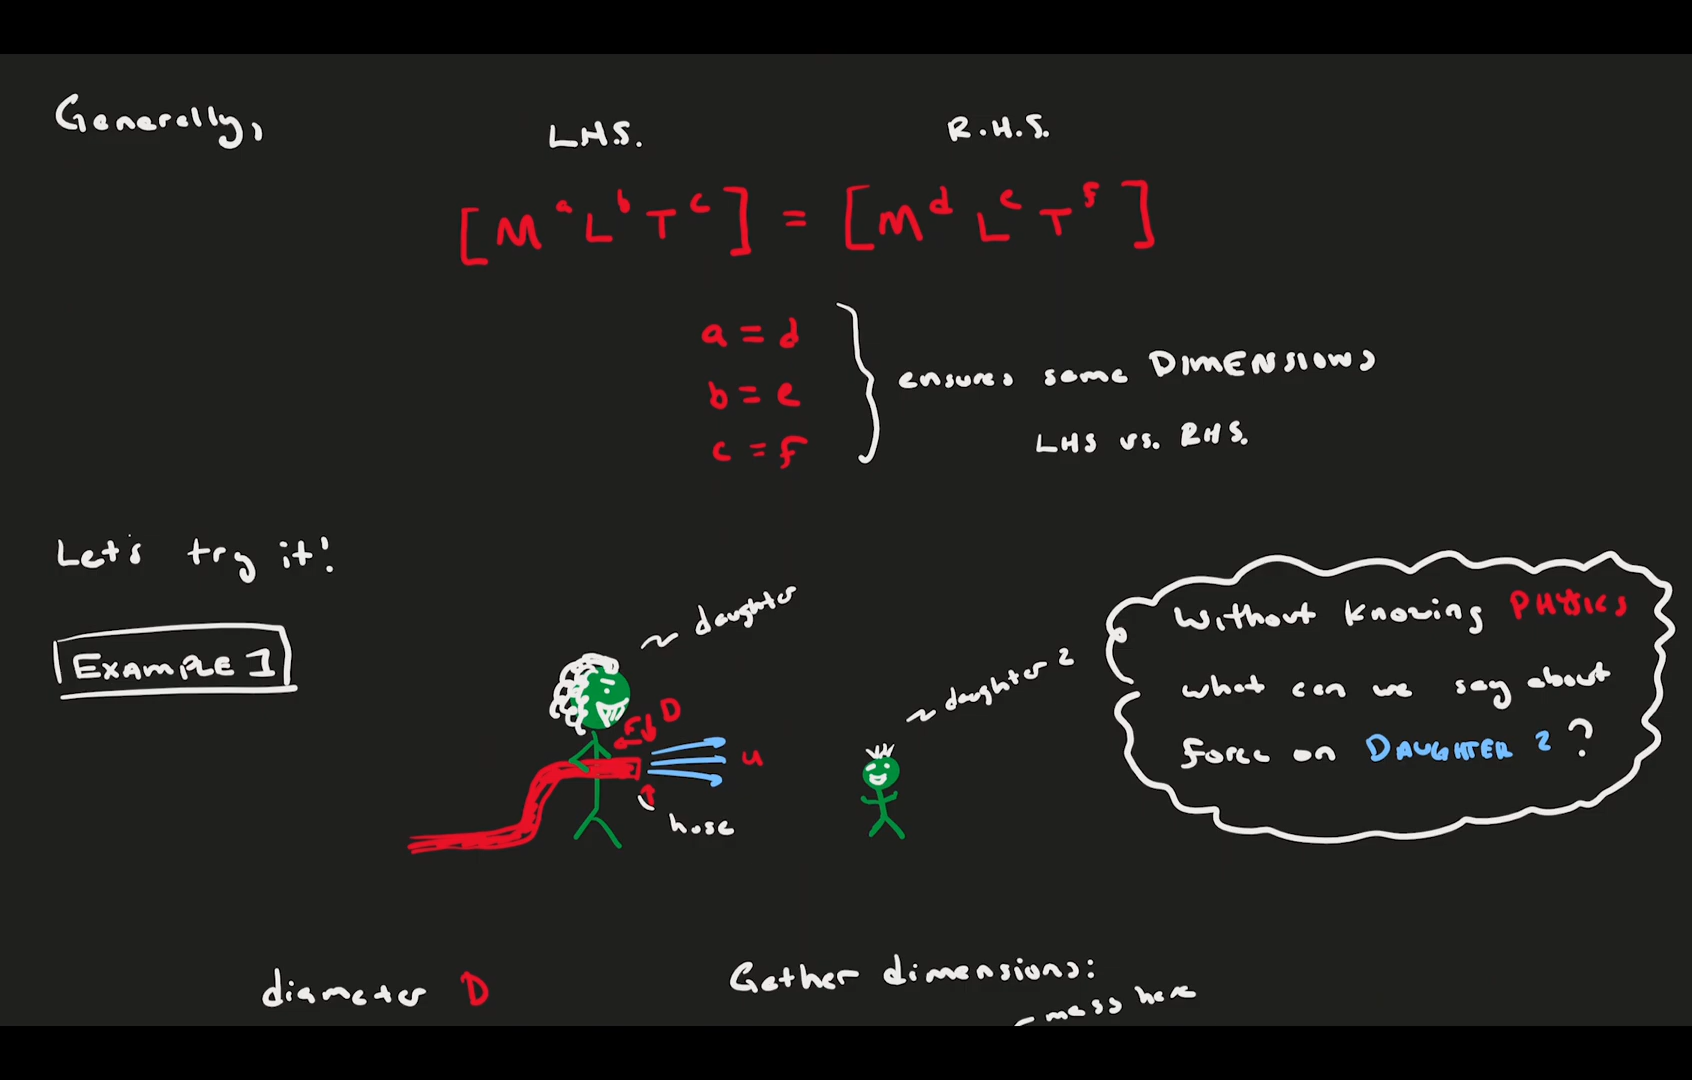 Generally,
L.H.S.
R.H.S.
[M^a L^b T^c] = [M^d L^e T^f]
a = d
b = e
c = f
ensures same DIMENSIONS
LHS vs. RHS.
Let's try it!
EXAMPLE 1
~ daughter
~ daughter 2
D
F
u
hose
Without knowing PHYSICS
what can we say about
force on DAUGHTER 2?
diameter D
Gather dimensions:
mass here